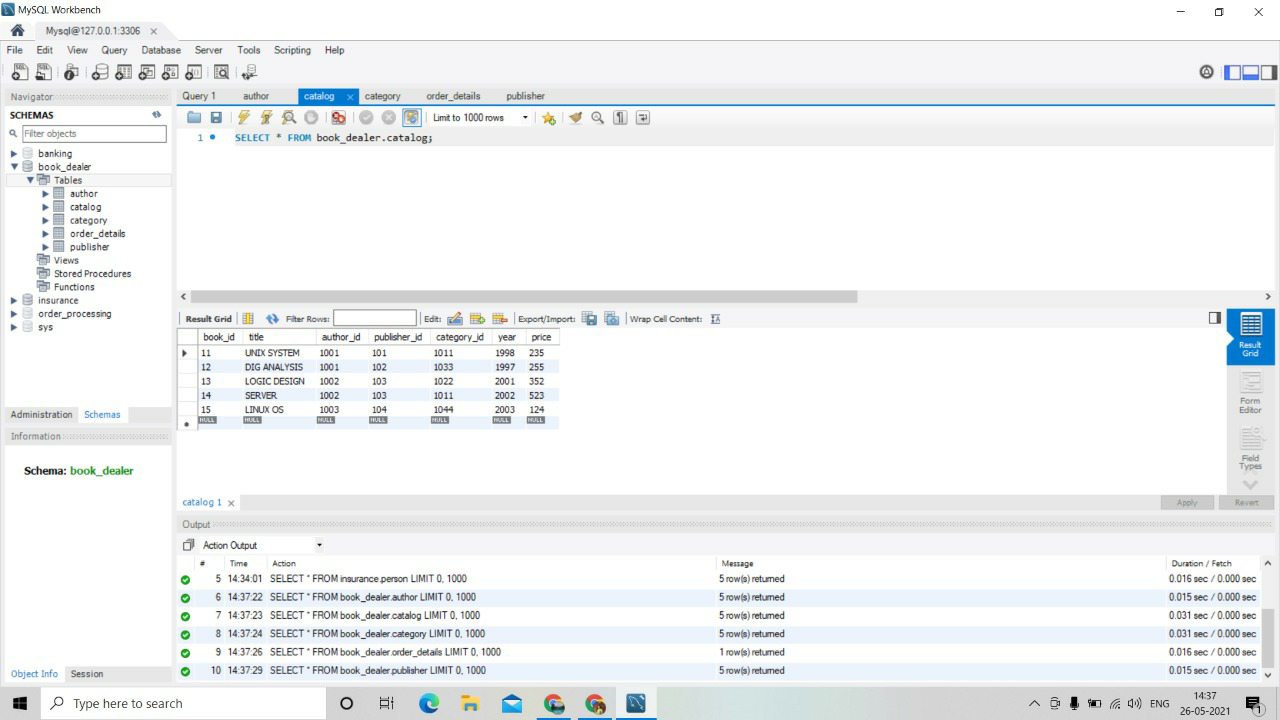 MySQL Workbench
Mysql@127.0.0.1:3306
File Edit View Query Database Server Tools Scripting Help
Navigator
SCHEMAS
Filter objects
banking
book_dealer
Tables
author
catalog
category
order_details
publisher
Views
Stored Procedures
Functions
insurance
order_processing
sys
Administration Schemas
Information
Schema: book_dealer
Object Info Session
Query 1 author catalog category order_details publisher
Limit to 1000 rows
1 SELECT * FROM book_dealer.catalog;
Result Grid Filter Rows: Edit: Export/Import: Wrap Cell Content:
book_id title author_id publisher_id category_id year price
11 UNIX SYSTEM 1001 101 1011 1998 235
12 DIG ANALYSIS 1001 102 1033 1997 255
13 LOGIC DESIGN 1002 103 1022 2001 352
14 SERVER 1002 103 1011 2002 523
15 LINUX OS 1003 104 1044 2003 124
NULL NULL NULL NULL NULL NULL NULL
Result
Grid
Form
Editor
Field
Types
catalog 1
Apply Revert
Output
Action Output
# Time Action Message Duration / Fetch
5 14:34:01 SELECT * FROM insurance.person LIMIT 0, 1000 5 row(s) returned 0.016 sec / 0.000 sec
6 14:37:22 SELECT * FROM book_dealer.author LIMIT 0, 1000 5 row(s) returned 0.015 sec / 0.000 sec
7 14:37:23 SELECT * FROM book_dealer.catalog LIMIT 0, 1000 5 row(s) returned 0.031 sec / 0.000 sec
8 14:37:24 SELECT * FROM book_dealer.category LIMIT 0, 1000 5 row(s) returned 0.031 sec / 0.000 sec
9 14:37:26 SELECT * FROM book_dealer.order_details LIMIT 0, 1000 1 row(s) returned 0.016 sec / 0.000 sec
10 14:37:29 SELECT * FROM book_dealer.publisher LIMIT 0, 1000 5 row(s) returned 0.015 sec / 0.000 sec
Type here to search
ENG
14:37
26-05-2021
1